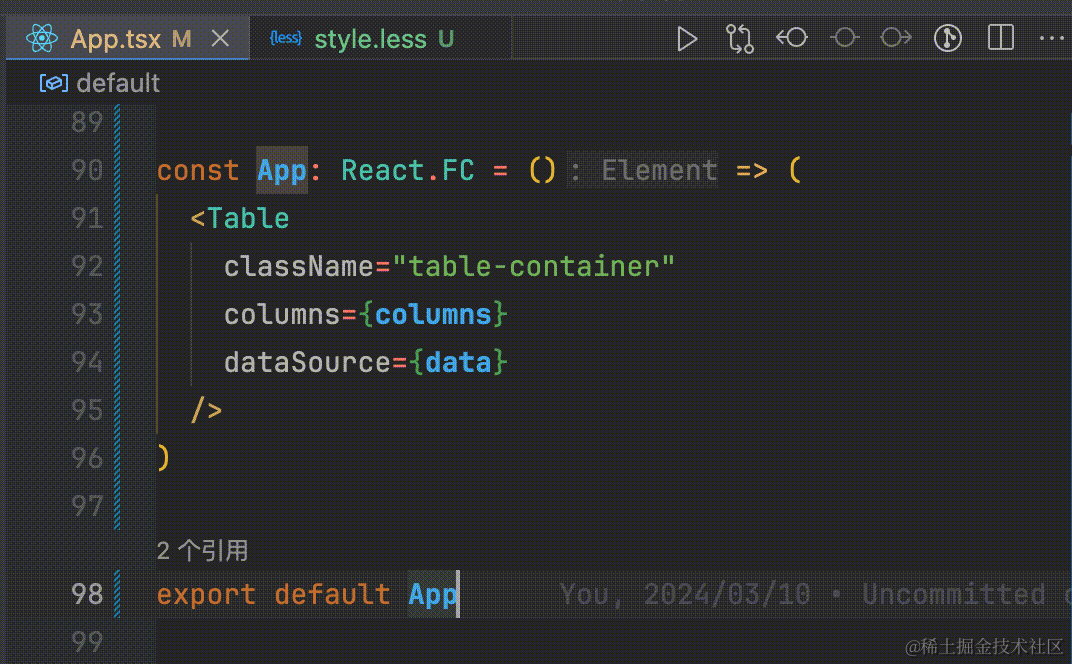 App.tsx M
{less} style.less U
default
89
90 const App: React.FC = () : Element => (
91 <Table
92 className="table-container"
93 columns={columns}
94 dataSource={data}
95 />
96 )
97
2 个引用
98 export default App You, 2024/03/10 • Uncommitted
99
@稀土掘金技术社区